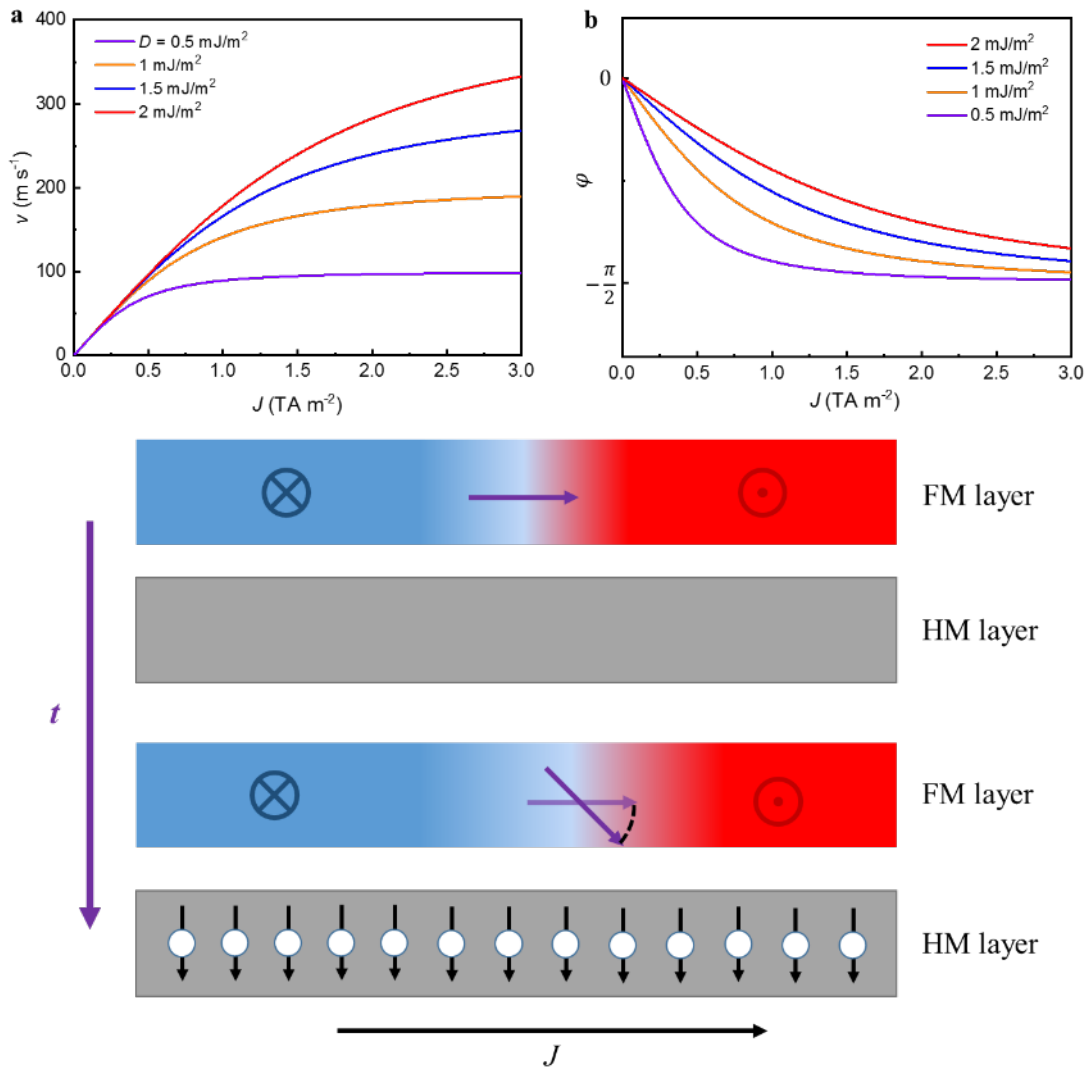 a
400
300
200
100
0
v (m s⁻¹)
D = 0.5 mJ/m²
1 mJ/m²
1.5 mJ/m²
2 mJ/m²
0.0 0.5 1.0 1.5 2.0 2.5 3.0
J (TA m⁻²)
b
0
φ
−π/2
2 mJ/m²
1.5 mJ/m²
1 mJ/m²
0.5 mJ/m²
0.0 0.5 1.0 1.5 2.0 2.5 3.0
J (TA m⁻²)
FM layer
HM layer
t
FM layer
HM layer
J